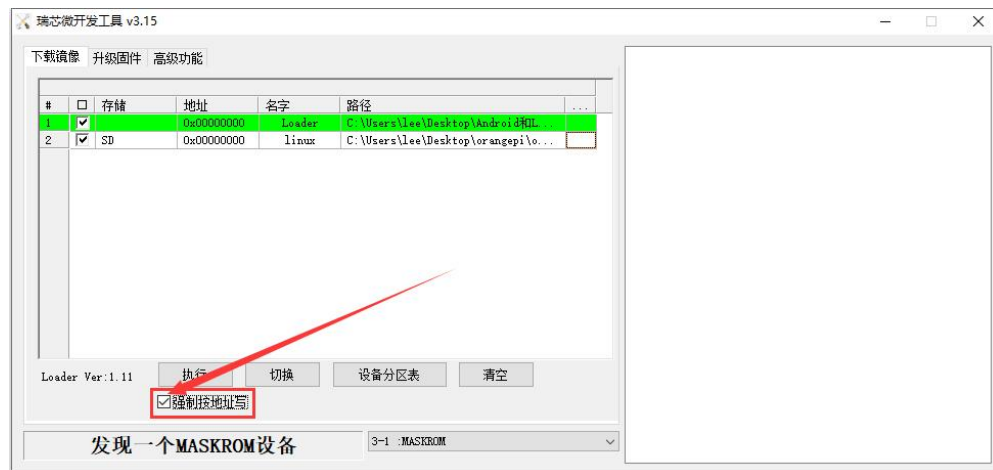 瑞芯微开发工具 v3.15
下载镜像 升级固件 高级功能
# 存储 地址 名字 路径 ...
1 0x00000000 Loader C:\Users\lee\Desktop\Android和L...
2 SD 0x00000000 linux C:\Users\lee\Desktop\orangepi\o...
Loader Ver:1.11 执行 切换 设备分区表 清空
强制按地址写
发现一个MASKROM设备 3-1 :MASKROM